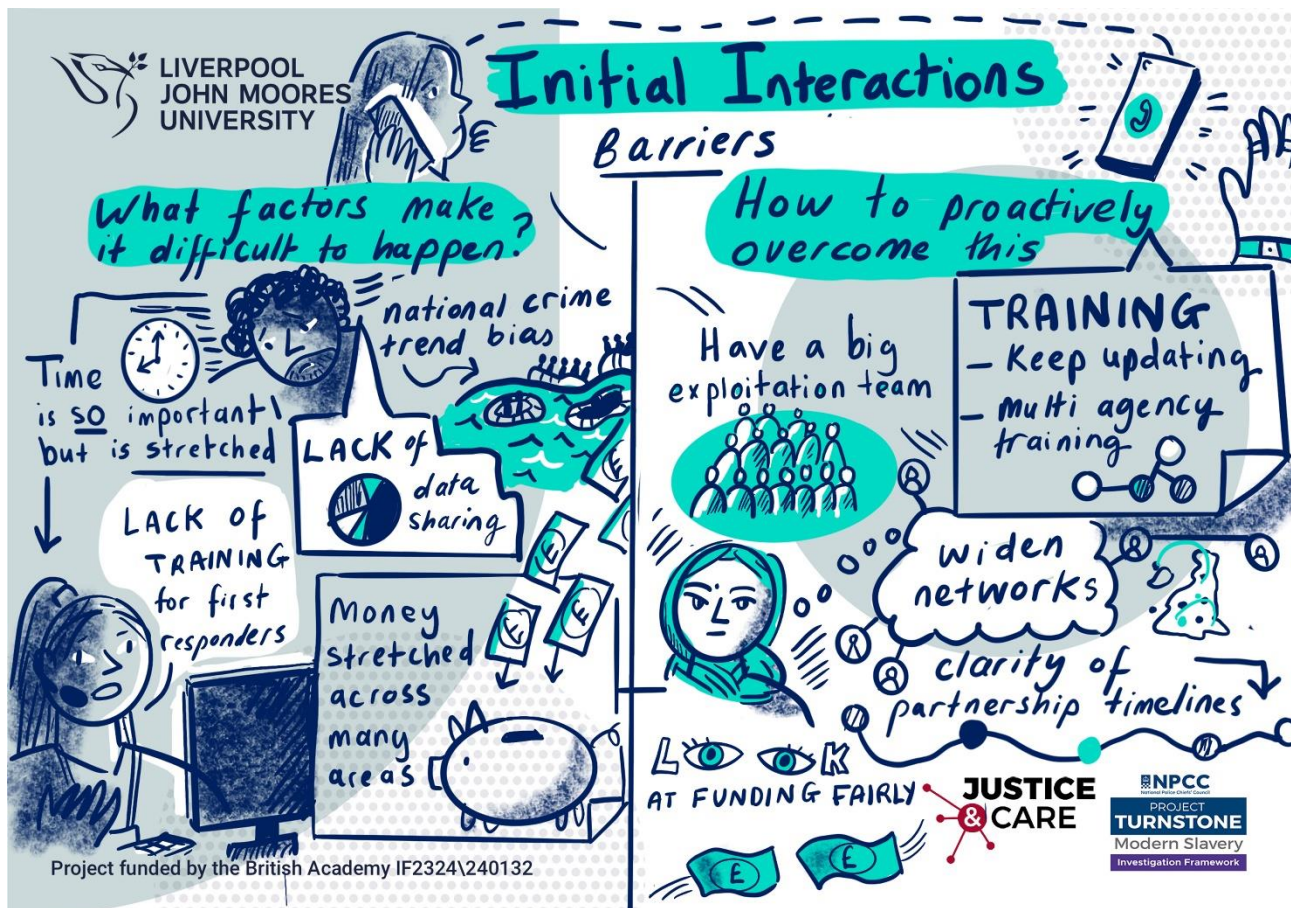 LIVERPOOL
JOHN MOORES
UNIVERSITY
Initial Interactions
Barriers
What factors make
it difficult to happen?
national crime
trend bias
Time
is so important
but is stretched
LACK OF
data
sharing
LACK OF
TRAINING
for first
responders
Money
stretched
across
many
areas
£
£
£
Project funded by the British Academy IF2324\240132
How to proactively
overcome this
Have a big
exploitation team
TRAINING
- Keep updating
- multi agency
training
widen
networks
clarity of
partnership timelines
LOOK
AT FUNDING FAIRLY
£
£
JUSTICE
& CARE
NPCC
National Police Chiefs' Council
PROJECT
TURNSTONE
Modern Slavery
Investigation Framework